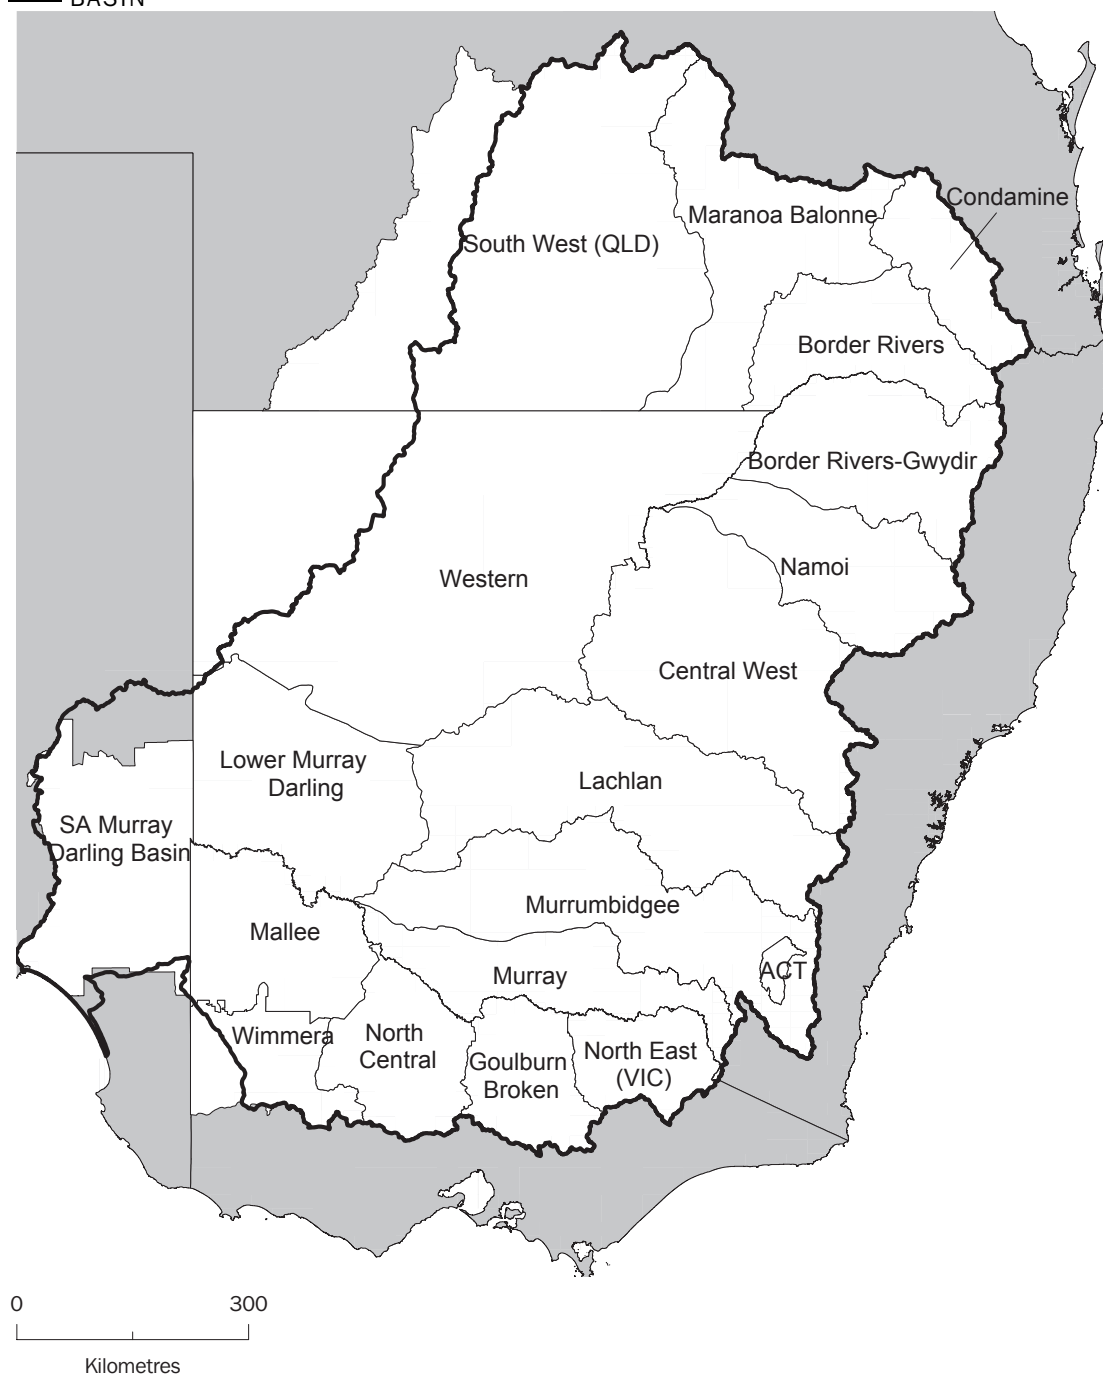 BASIN
Condamine
Maranoa Balonne
South West (QLD)
Border Rivers
Border Rivers-Gwydir
Namoi
Western
Central West
Lower Murray
Darling
Lachlan
SA Murray
Darling Basin
Murrumbidgee
Mallee
ACT
Murray
Wimmera
North
Central
Goulburn
Broken
North East
(VIC)
0 300
Kilometres